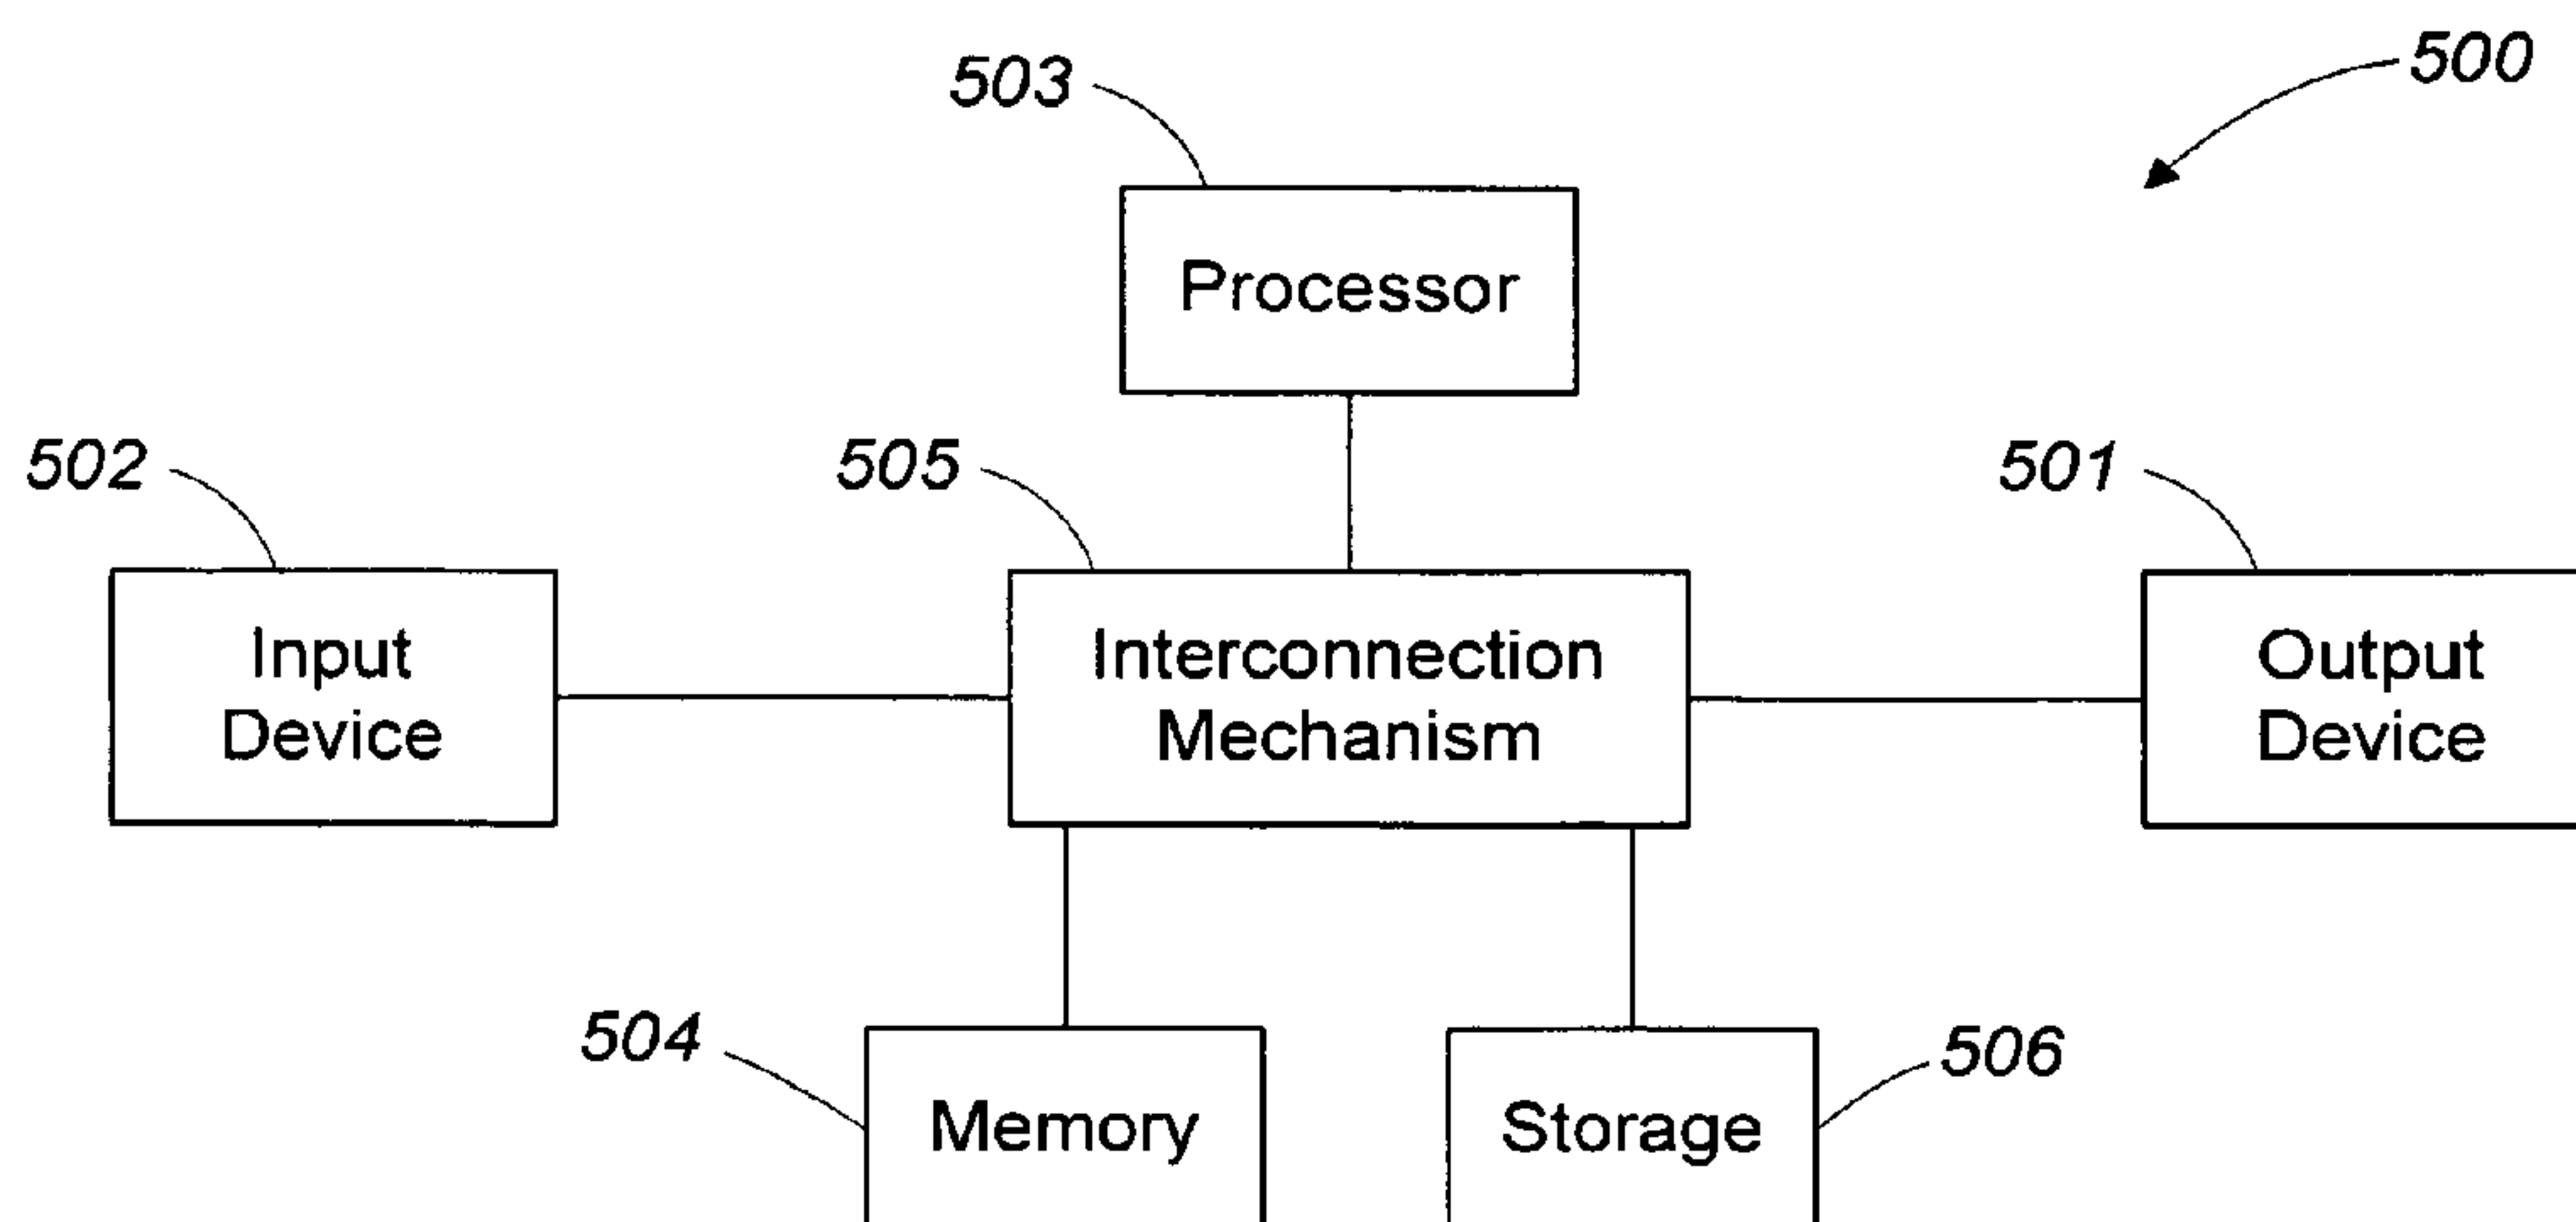 500
503
Processor
502
505
501
Input
Device
Interconnection
Mechanism
Output
Device
504
506
Memory
Storage